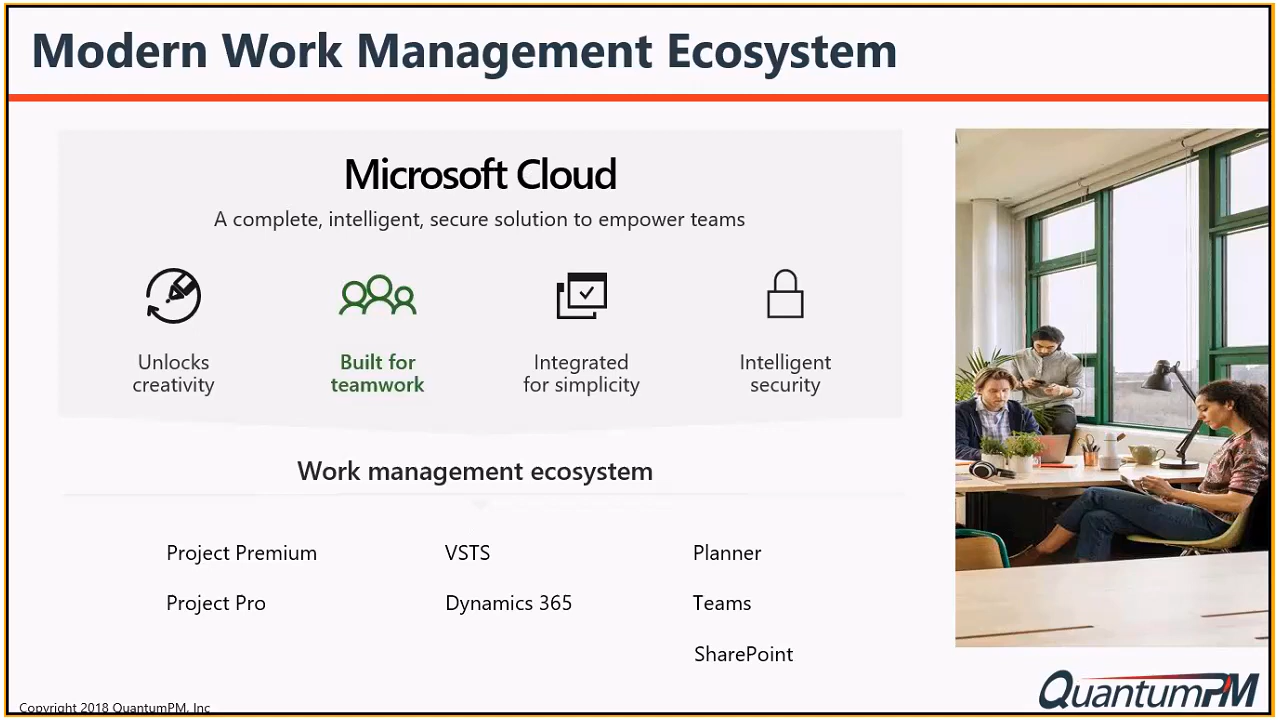 Modern Work Management Ecosystem
Microsoft Cloud
A complete, intelligent, secure solution to empower teams
Unlocks
creativity
Built for
teamwork
Integrated
for simplicity
Intelligent
security
Work management ecosystem
Project Premium
VSTS
Planner
Project Pro
Dynamics 365
Teams
SharePoint
QUANTUMPM
Copyright 2018 QuantumPM, Inc